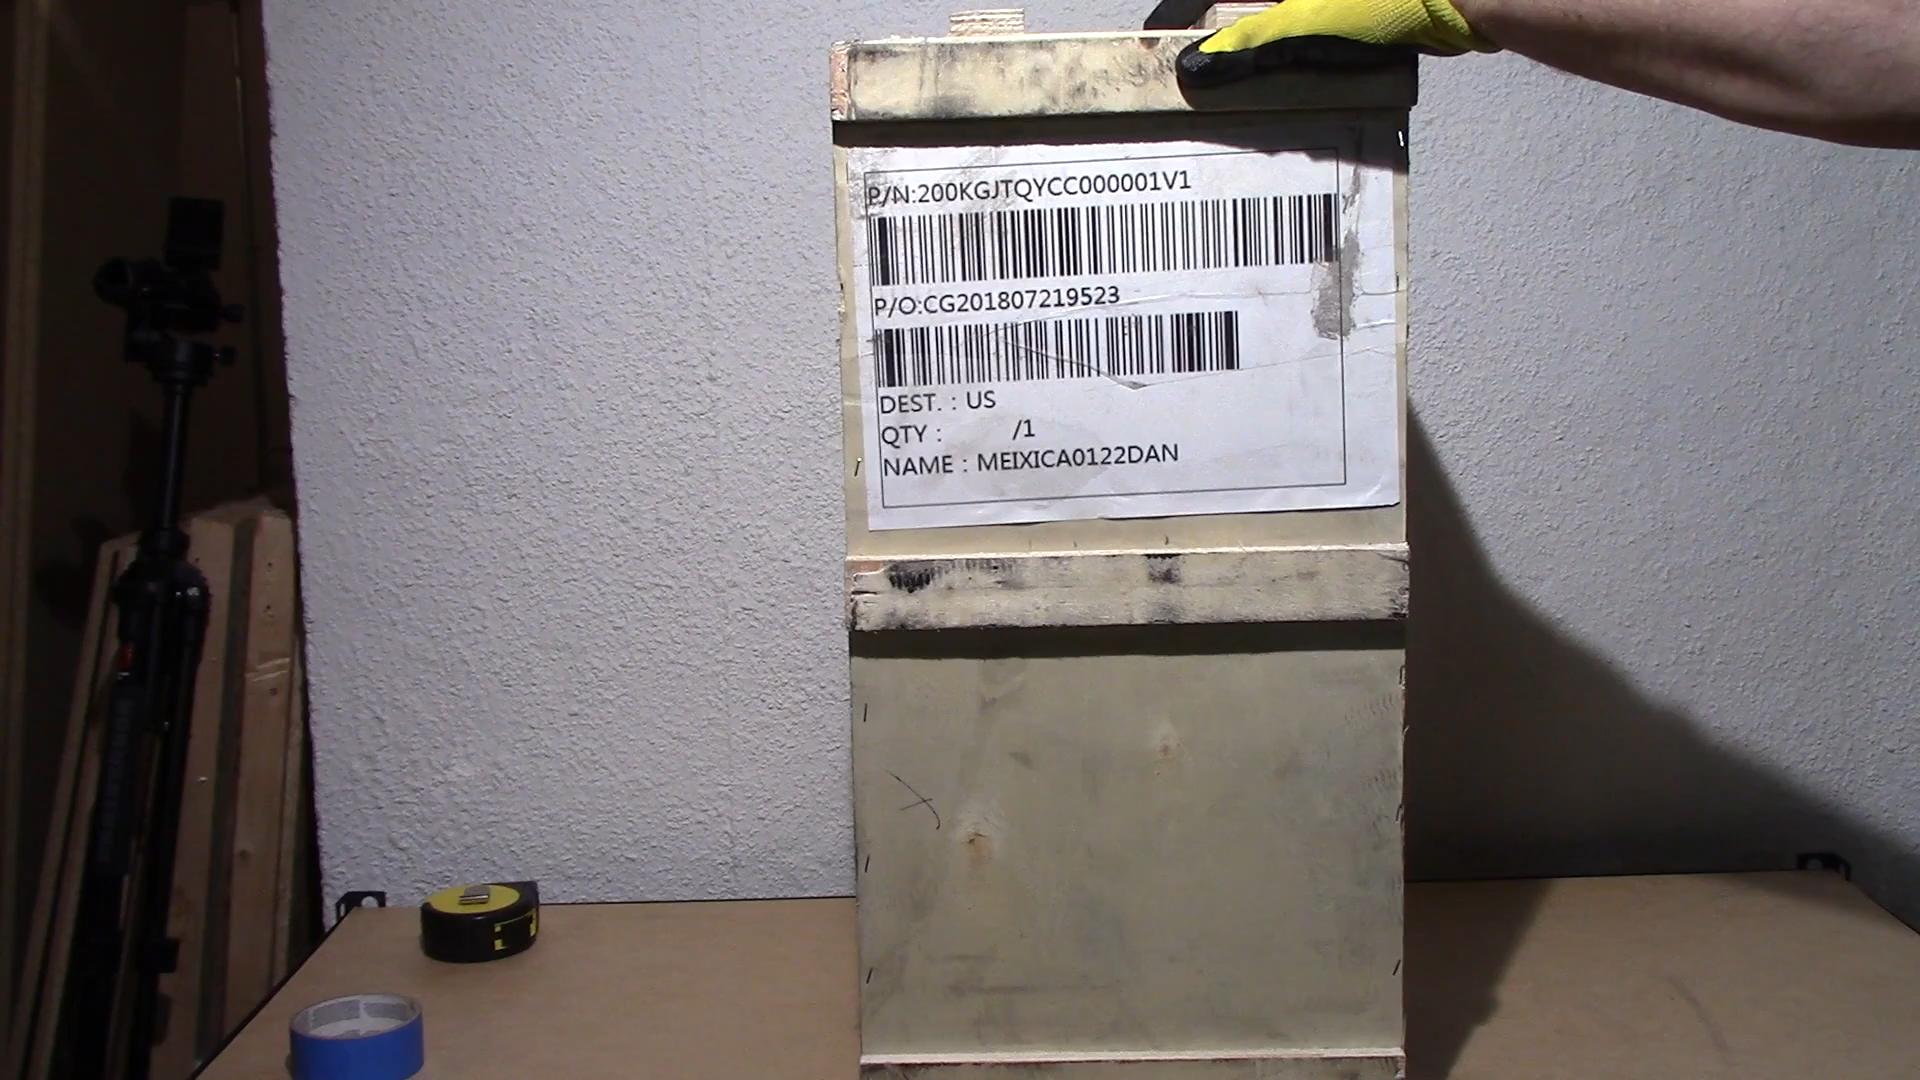 P/N:200KGJTQYCC000001V1
P/O:CG201807219523
DEST. : US
QTY : /1
NAME : MEIXICA0122DAN